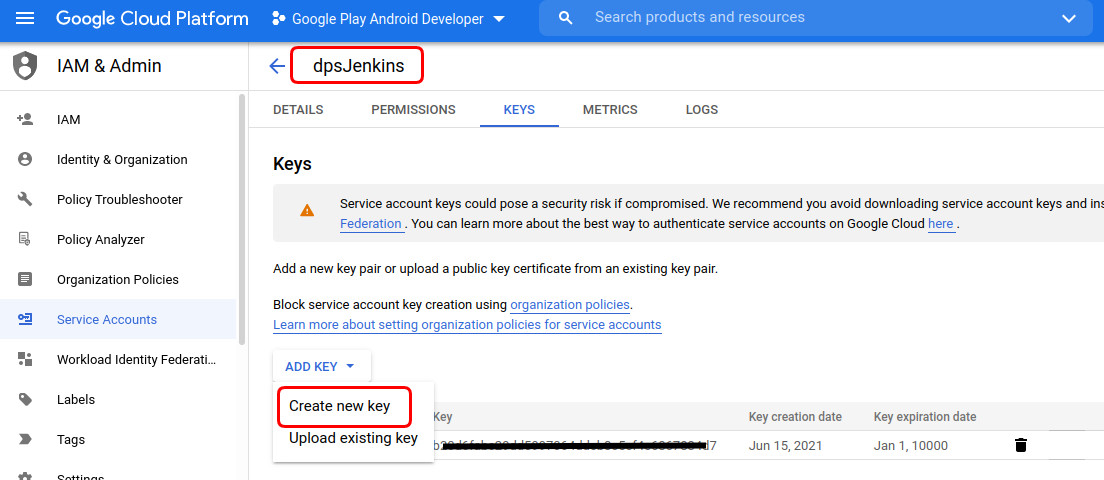 Google Cloud Platform
Google Play Android Developer
Search products and resources
IAM & Admin
dpsJenkins
DETAILS PERMISSIONS KEYS METRICS LOGS
IAM
Identity & Organization
Policy Troubleshooter
Policy Analyzer
Organization Policies
Service Accounts
Workload Identity Federati...
Labels
Tags
Settings
Keys
Service account keys could pose a security risk if compromised. We recommend you avoid downloading service account keys and ins
Federation . You can learn more about the best way to authenticate service accounts on Google Cloud here .
Add a new key pair or upload a public key certificate from an existing key pair.
Block service account key creation using organization policies.
Learn more about setting organization policies for service accounts
ADD KEY
Create new key
Upload existing key
Key Key creation date Key expiration date
Jun 15, 2021 Jan 1, 10000